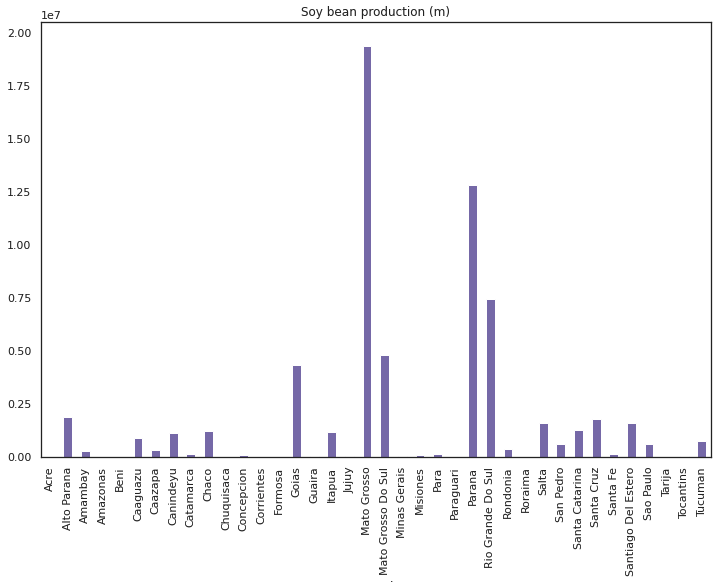 Soy bean production (m)
1e7
2.00
1.75
1.50
1.25
1.00
0.75
0.50
0.25
0.00
Acre
Alto Parana
Amambay
Amazonas
Beni
Caaguazu
Caazapa
Canindeyu
Catamarca
Chaco
Chuquisaca
Concepcion
Corrientes
Formosa
Goias
Guaira
Itapua
Jujuy
Mato Grosso
Mato Grosso Do Sul
Minas Gerais
Misiones
Para
Paraguari
Parana
Rio Grande Do Sul
Rondonia
Roraima
Salta
San Pedro
Santa Catarina
Santa Cruz
Santa Fe
Santiago Del Estero
Sao Paulo
Tarija
Tocantins
Tucuman